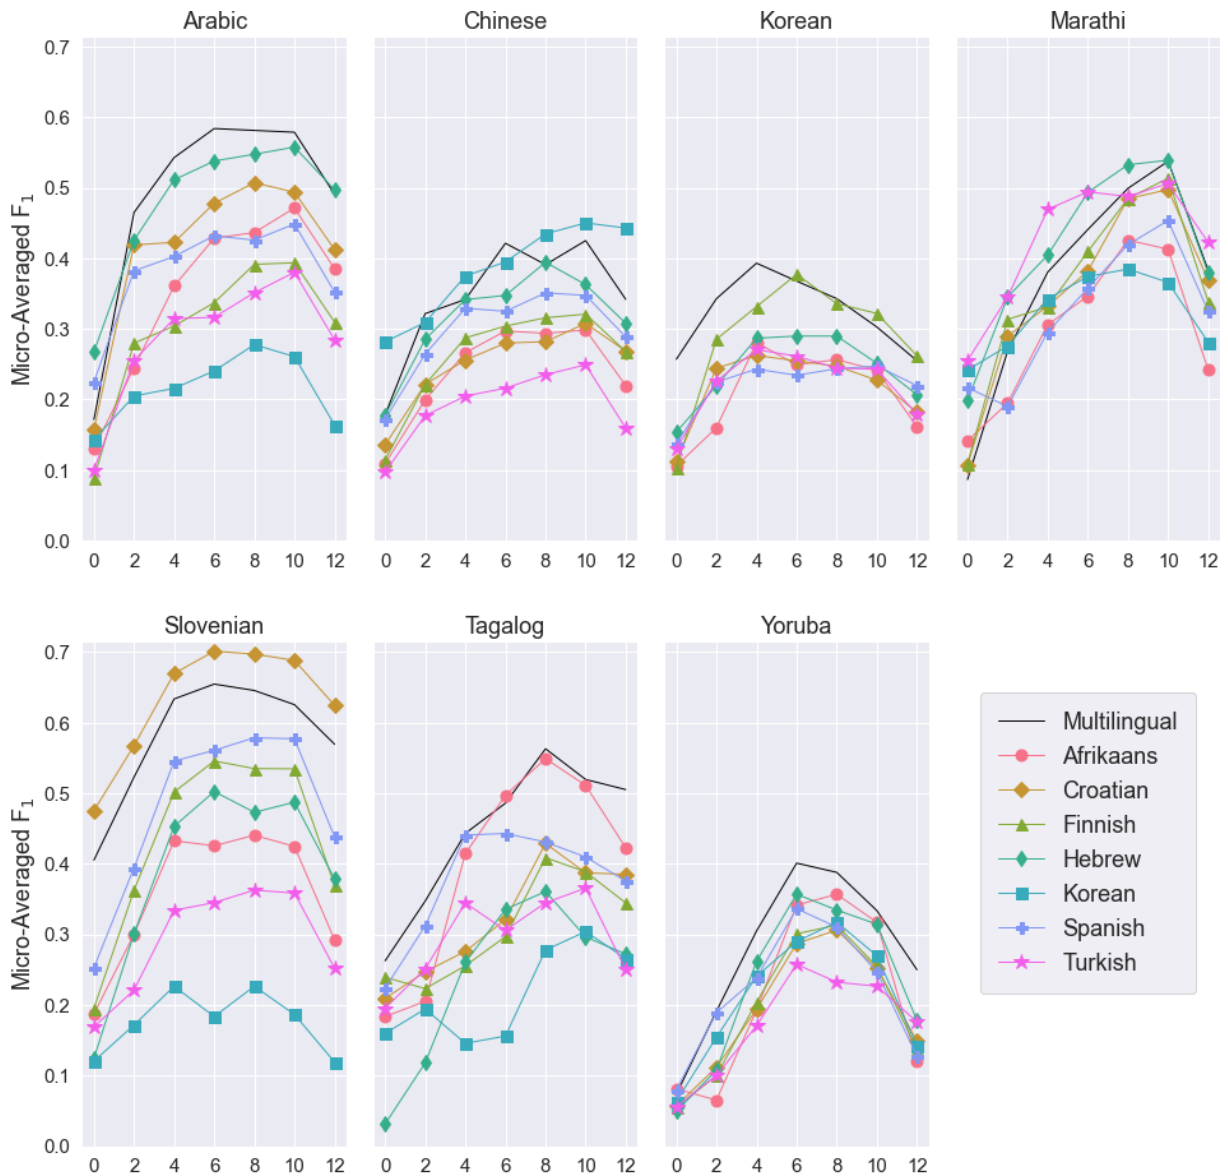 Arabic Chinese Korean Marathi
0.7
0.6
0.5
0.4
0.3
0.2
0.1
0.0
Micro-Averaged F1
0 2 4 6 8 10 12 0 2 4 6 8 10 12 0 2 4 6 8 10 12 0 2 4 6 8 10 12
Slovenian Tagalog Yoruba
0.7
0.6
0.5
0.4
0.3
0.2
0.1
0.0
Micro-Averaged F1
0 2 4 6 8 10 12 0 2 4 6 8 10 12 0 2 4 6 8 10 12
Multilingual
Afrikaans
Croatian
Finnish
Hebrew
Korean
Spanish
Turkish